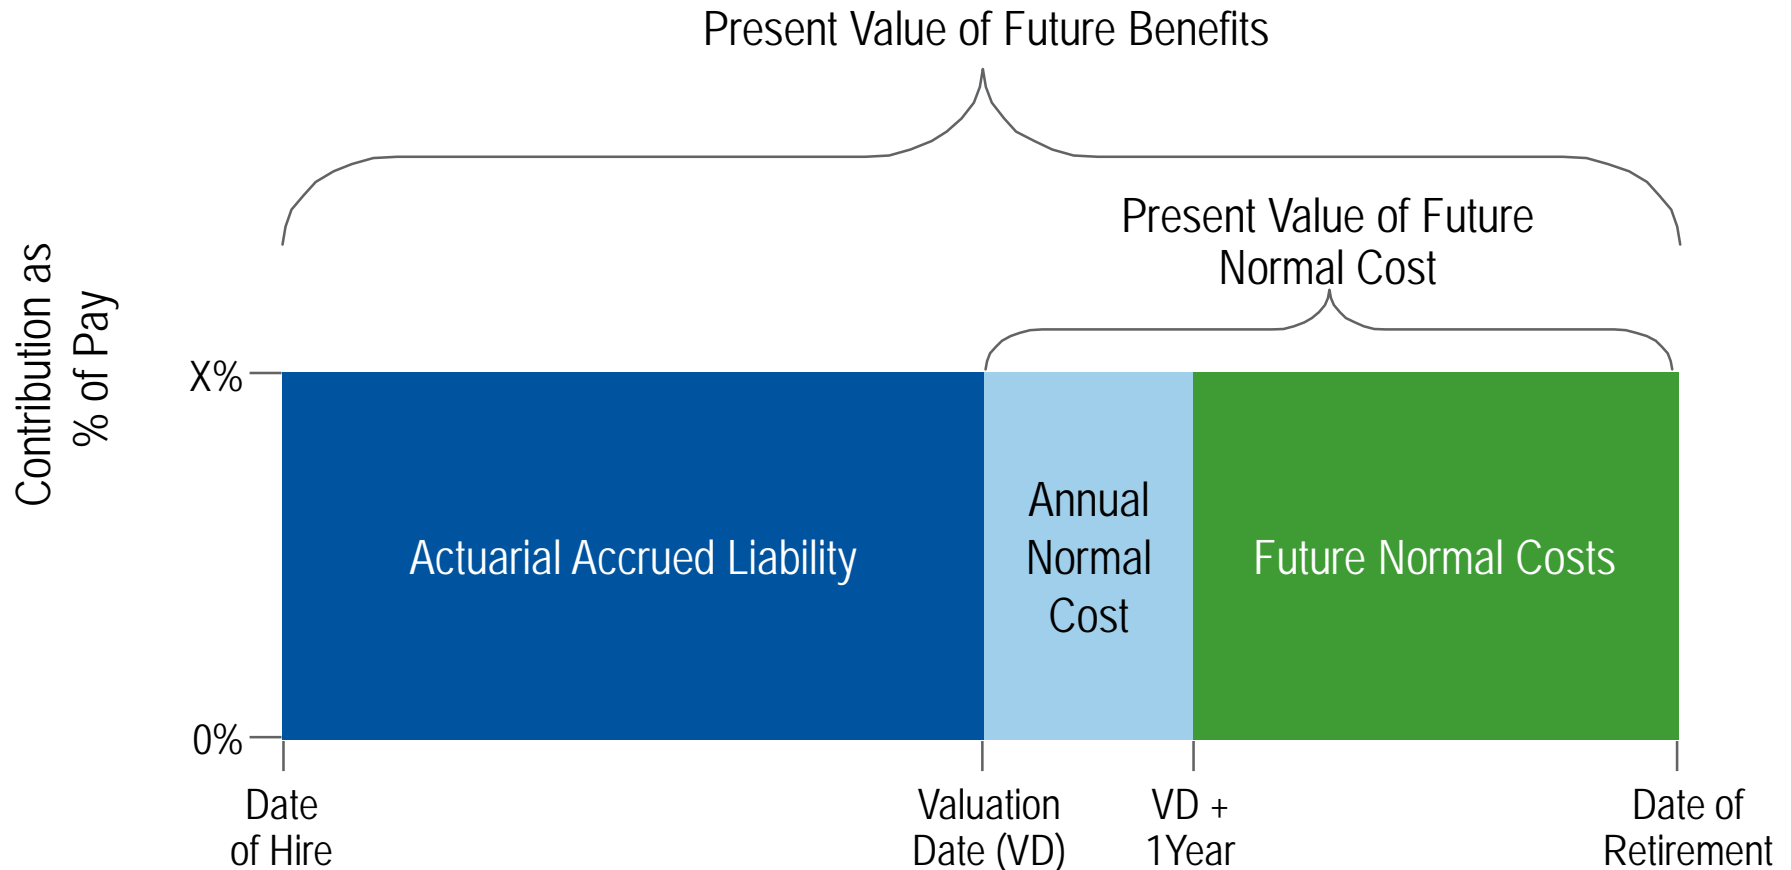 Present Value of Future Benefits
Present Value of Future
Normal Cost
Contribution as
% of Pay
X%
Actuarial Accrued Liability
Annual
Normal
Cost
Future Normal Costs
0%
Date
of Hire
Valuation
Date (VD)
VD +
1Year
Date of
Retirement